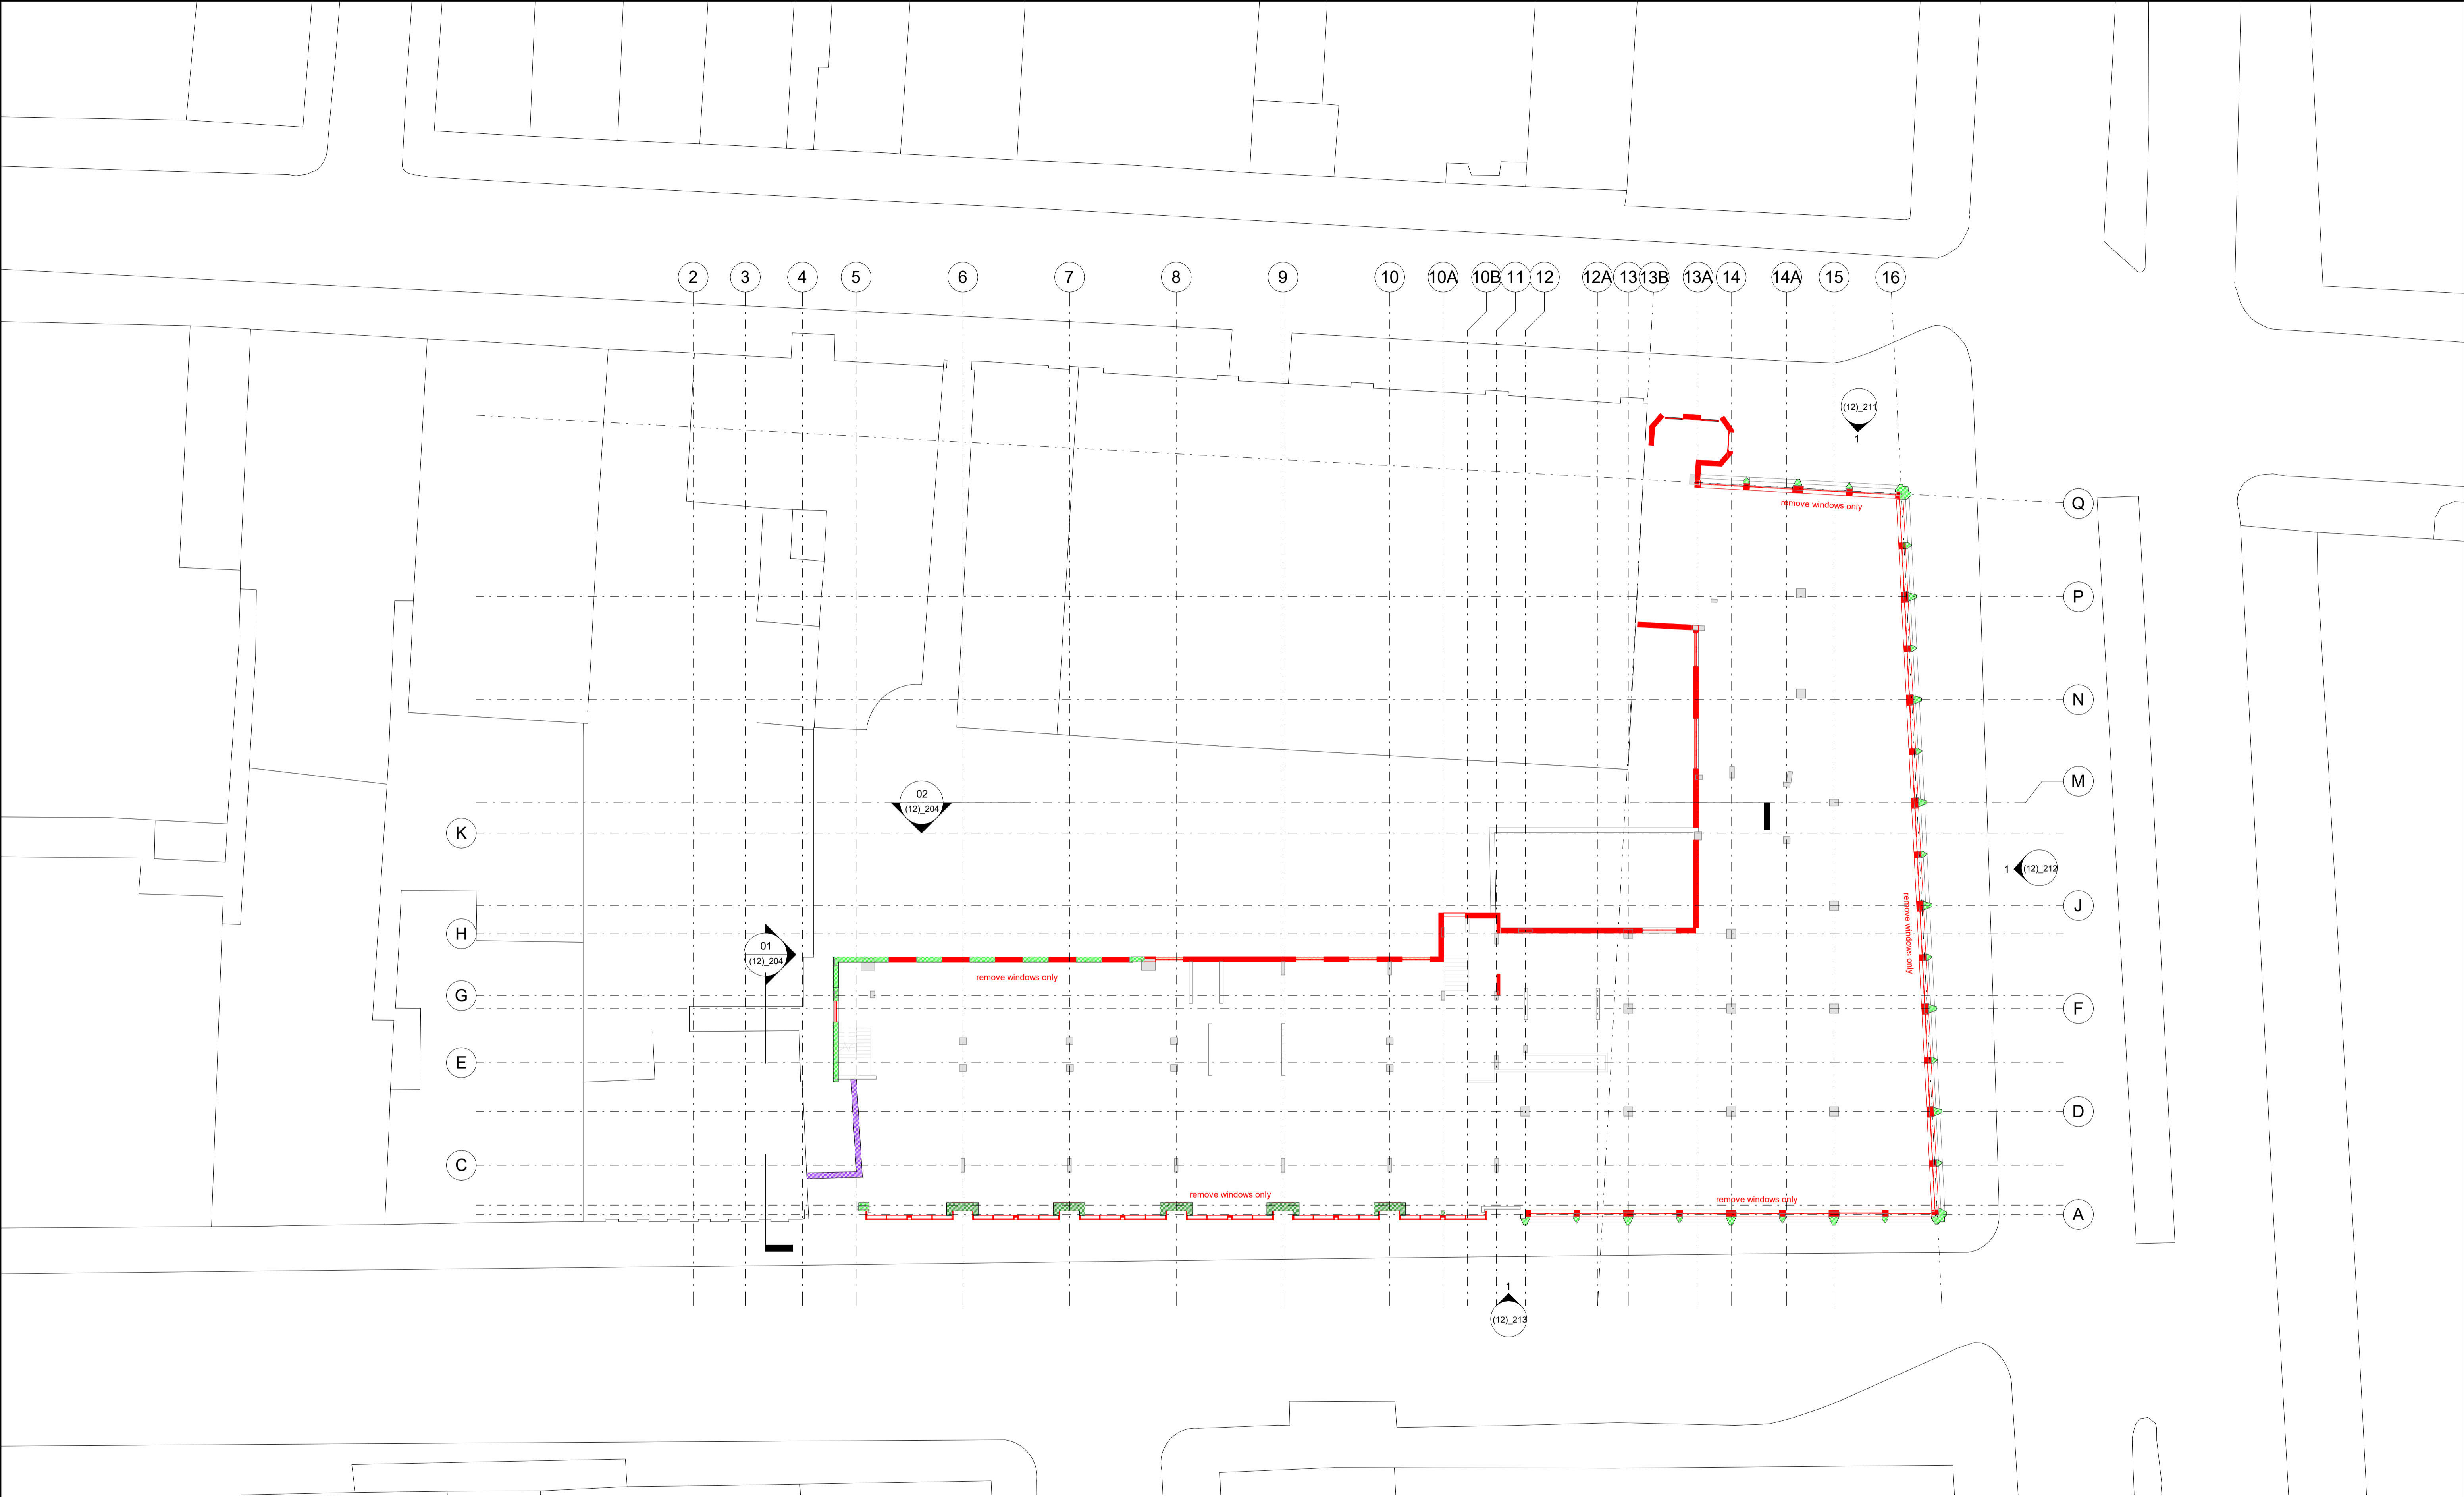 2
3
4
5
6
7
8
9
10
10A
10B
11
12
12A
13
13B
13A
14
14A
15
16
(12)_211
1
Q
remove windows only
P
N
M
02
(12)_204
K
1
(12)_212
J
H
remove windows only
01
(12)_204
remove windows only
G
F
E
D
C
remove windows only
remove windows only
A
1
(12)_213